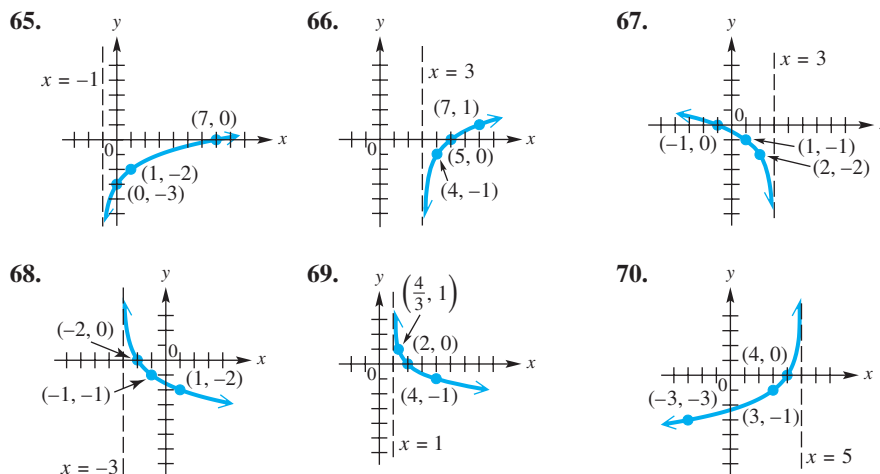 65.
y
x = –1
(7, 0)
x
0
(1, –2)
(0, –3)
66.
y
x = 3
(7, 1)
x
0
(5, 0)
(4, –1)
67.
y
x = 3
0
(–1, 0)
(1, –1)
(2, –2)
68.
y
(–2, 0)
0
x
(–1, –1)
(1, –2)
x = –3
69.
y
(4/3, 1)
(2, 0)
x
0
(4, –1)
x = 1
70.
y
(4, 0)
x
(–3, –3)
0
(3, –1)
x = 5